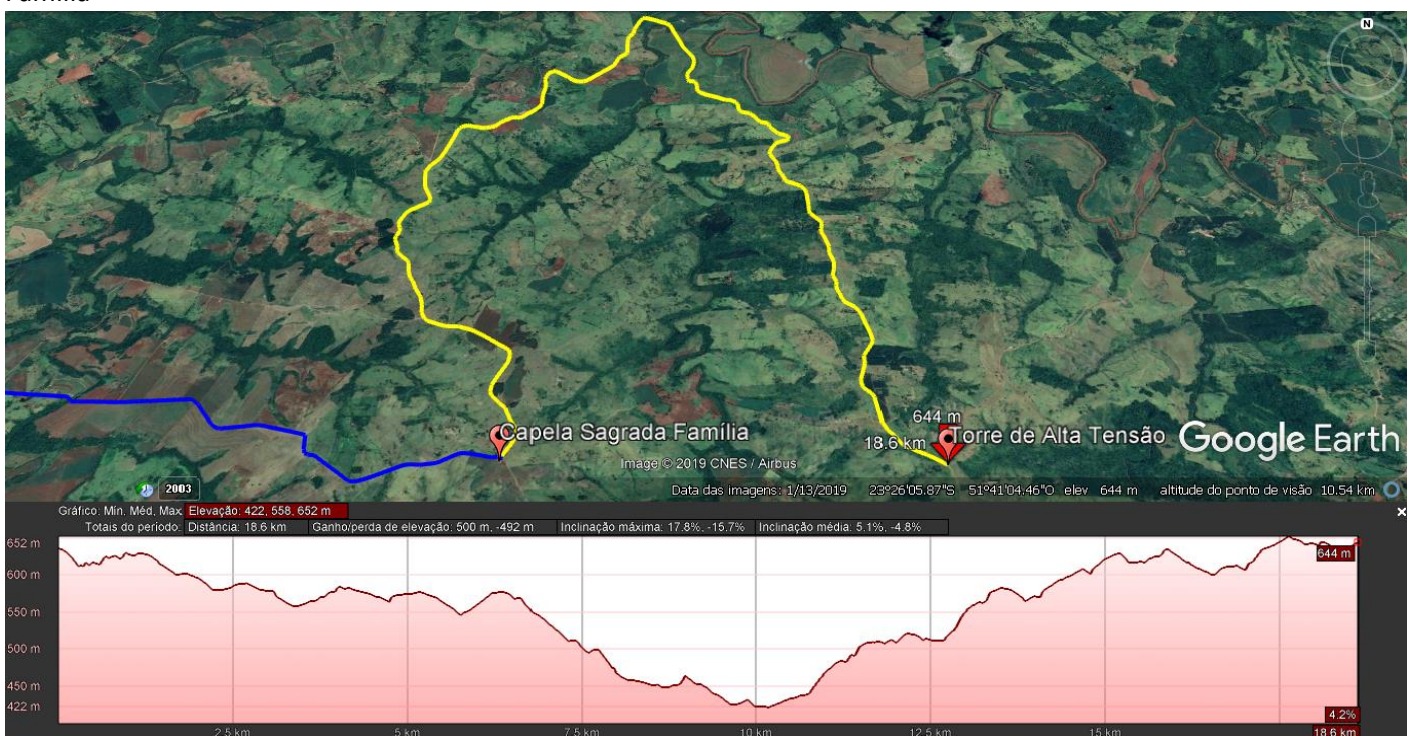 N
Capela Sagrada Família
644 m
18.6 km
Torre de Alta Tensão
Google Earth
Image © 2019 CNES / Airbus
2003
Data das imagens: 1/13/2019 23°26'05.87"S 51°41'04.46"O elev 644 m altitude do ponto de visão 10.54 km
Gráfico: Mín. Méd. Max. Elevação: 422, 558, 652 m
Totais do período: Distância: 18.6 km Ganho/perda de elevação: 500 m, -492 m Inclinação máxima: 17.8%, -15.7% Inclinação média: 5.1%, -4.8%
652 m
644 m
600 m
550 m
500 m
450 m
422 m
4.2%
2.5 km 5 km 7.5 km 10 km 12.5 km 15 km 18.6 km